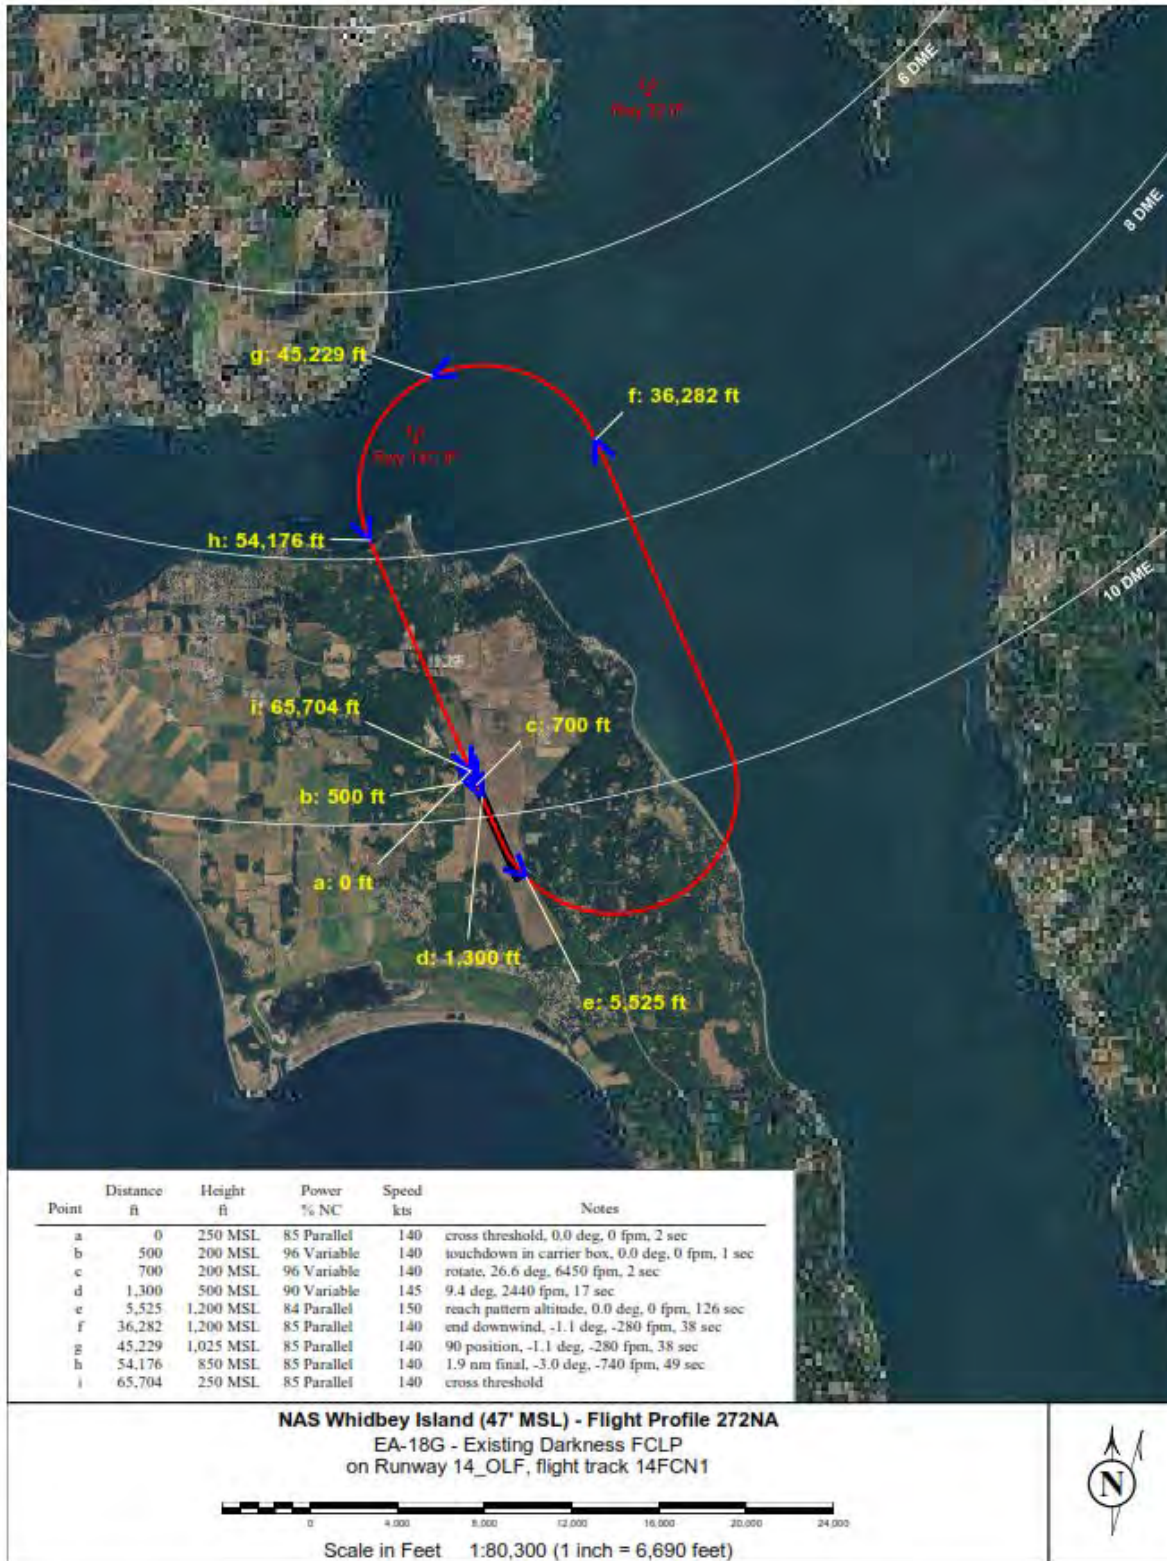 6 DME
8 DME
g: 45,229 ft
f: 36,282 ft
h: 54,176 ft
10 DME
i: 65,704 ft
c: 700 ft
b: 500 ft
a: 0 ft
d: 1,300 ft
e: 5,525 ft
Point Distance ft Height ft Power % NC Speed kts Notes
a 0 250 MSL 85 Parallel 140 cross threshold, 0.0 deg, 0 fpm, 2 sec
b 500 200 MSL 96 Variable 140 touchdown in carrier box, 0.0 deg, 0 fpm, 1 sec
c 700 200 MSL 96 Variable 140 rotate, 26.6 deg, 6450 fpm, 2 sec
d 1,300 500 MSL 90 Variable 145 9.4 deg, 2440 fpm, 17 sec
e 5,525 1,200 MSL 84 Parallel 150 reach pattern altitude, 0.0 deg, 0 fpm, 126 sec
f 36,282 1,200 MSL 85 Parallel 140 end downwind, -1.1 deg, -280 fpm, 38 sec
g 45,229 1,025 MSL 85 Parallel 140 90 position, -1.1 deg, -280 fpm, 38 sec
h 54,176 850 MSL 85 Parallel 140 1.9 nm final, -3.0 deg, -740 fpm, 49 sec
i 65,704 250 MSL 85 Parallel 140 cross threshold
NAS Whidbey Island (47' MSL) - Flight Profile 272NA
EA-18G - Existing Darkness FCLP
on Runway 14_OLF, flight track 14FCN1
0 4,000 8,000 12,000 16,000 20,000 24,000
Scale in Feet 1:80,300 (1 inch = 6,690 feet)
N